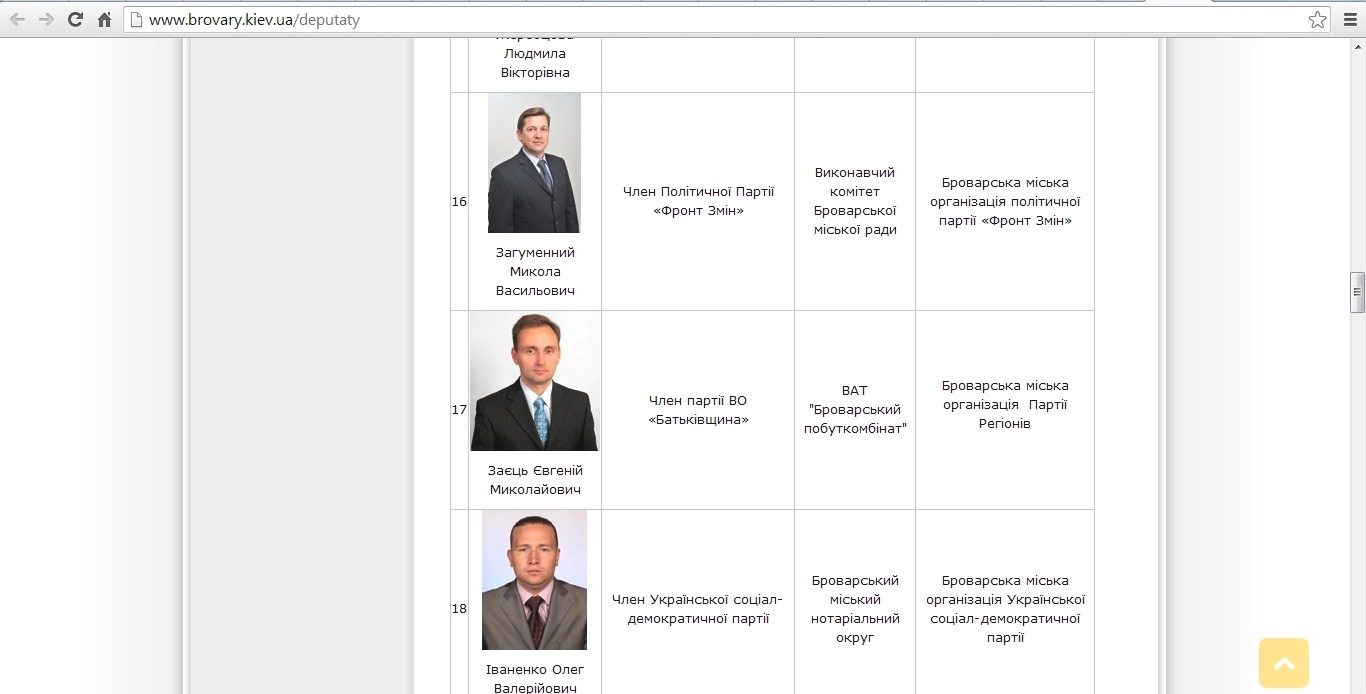 www.brovary.kiev.ua/deputaty
Людмила
Вікторівна
16
Загуменний
Микола
Васильович
Член Політичної Партії
«Фронт Змін»
Виконавчий
комітет
Броварської
міської ради
Броварська міська
організація політичної
партії «Фронт Змін»
17
Заєць Євгеній
Миколайович
Член партії ВО
«Батьківщина»
ВАТ
"Броварський
побуткомбінат"
Броварська міська
організація Партії
Регіонів
18
Іваненко Олег
Валерійович
Член Української соціал-
демократичної партії
Броварський
міський
нотаріальний
округ
Броварська міська
організація Української
соціал-демократичної
партії